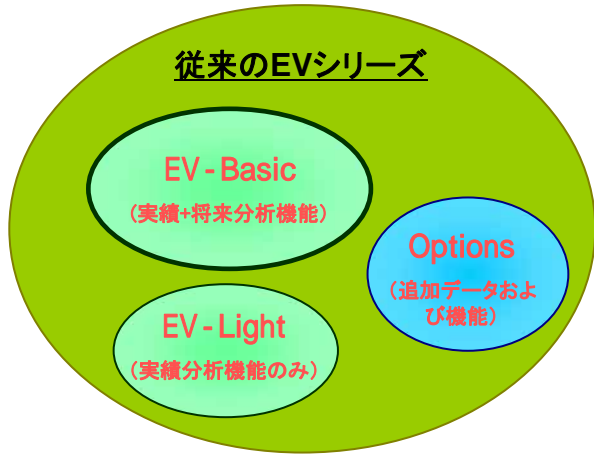 従来のEVシリーズ
EV-Basic
（実績+将来分析機能）
Options
（追加データおよ
び機能）
EV-Light
（実績分析機能のみ）